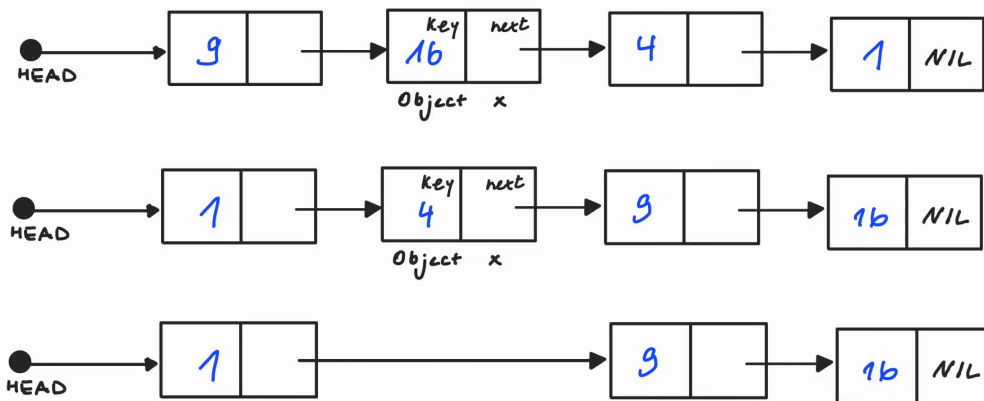 key next
9 16 4 1 NIL
HEAD
Object x
key next
1 4 9 16 NIL
HEAD
Object x
1 9 16 NIL
HEAD